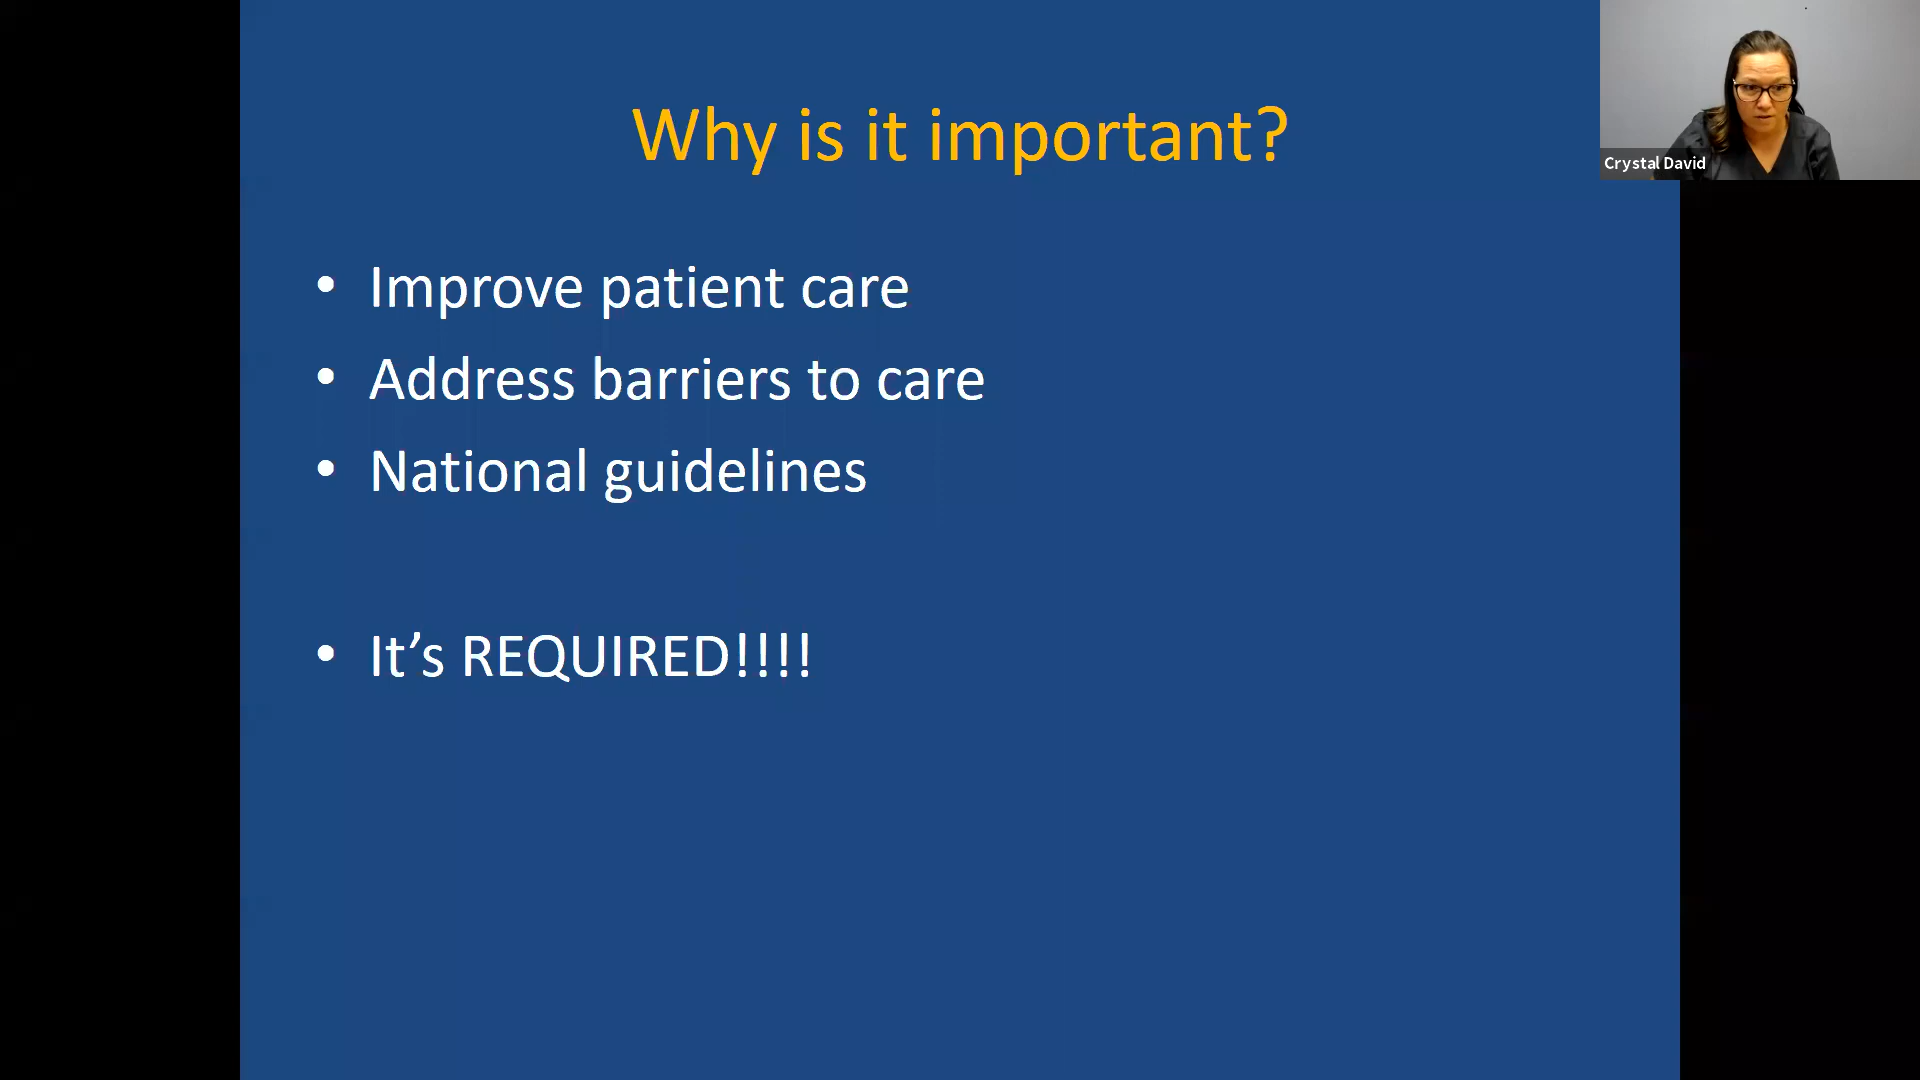 Why is it important?
Crystal David
• Improve patient care
• Address barriers to care
• National guidelines
• It’s REQUIRED!!!!